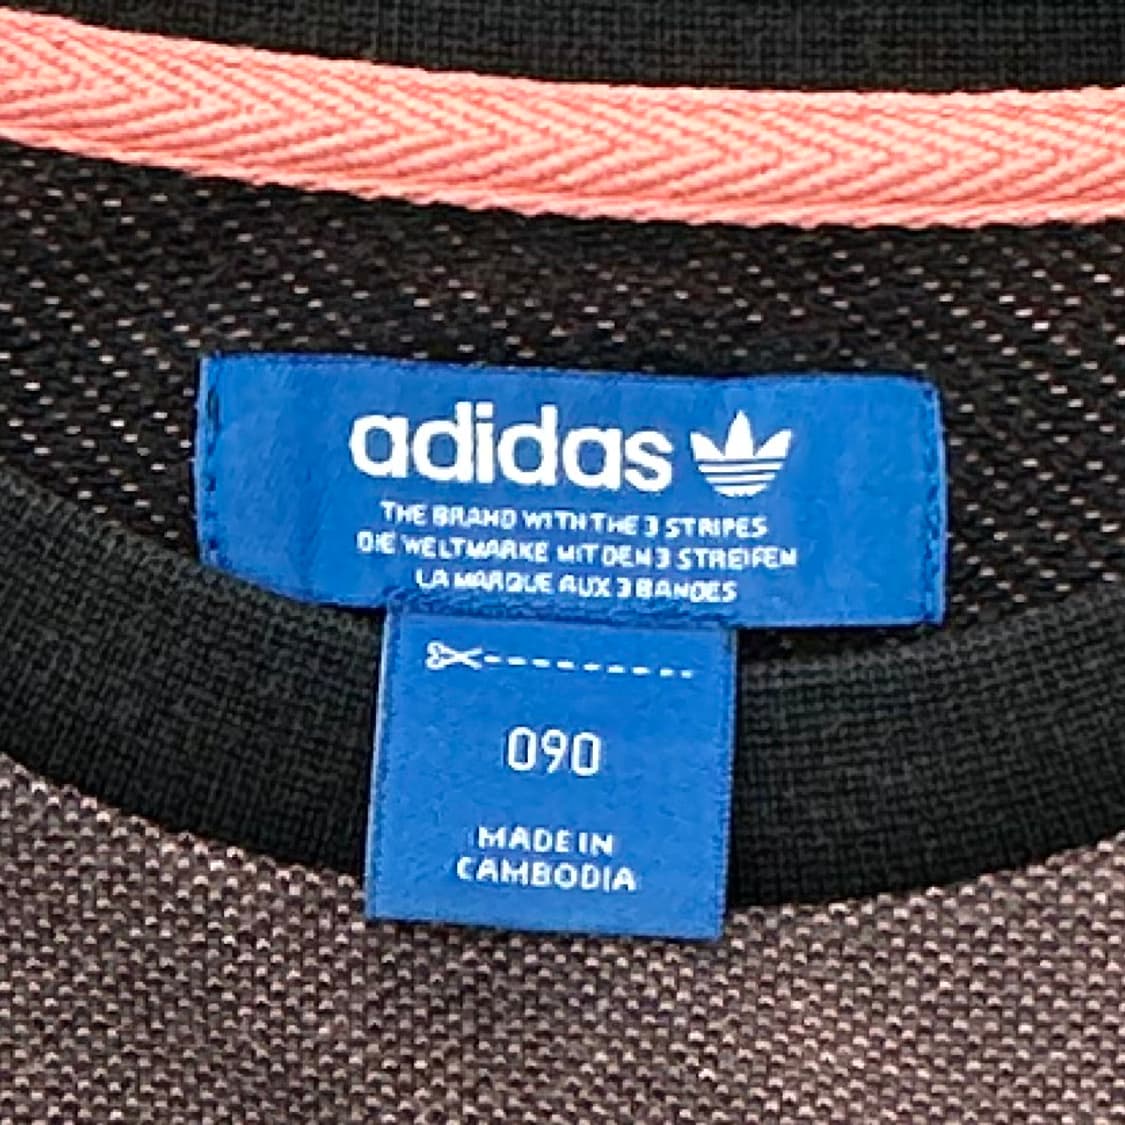 adidas
THE BRAND WITH THE 3 STRIPES
DIE WELTMARKE MIT DEN 3 STREIFEN
LA MARQUE AUX 3 BANDES
090
MADE IN
CAMBODIA